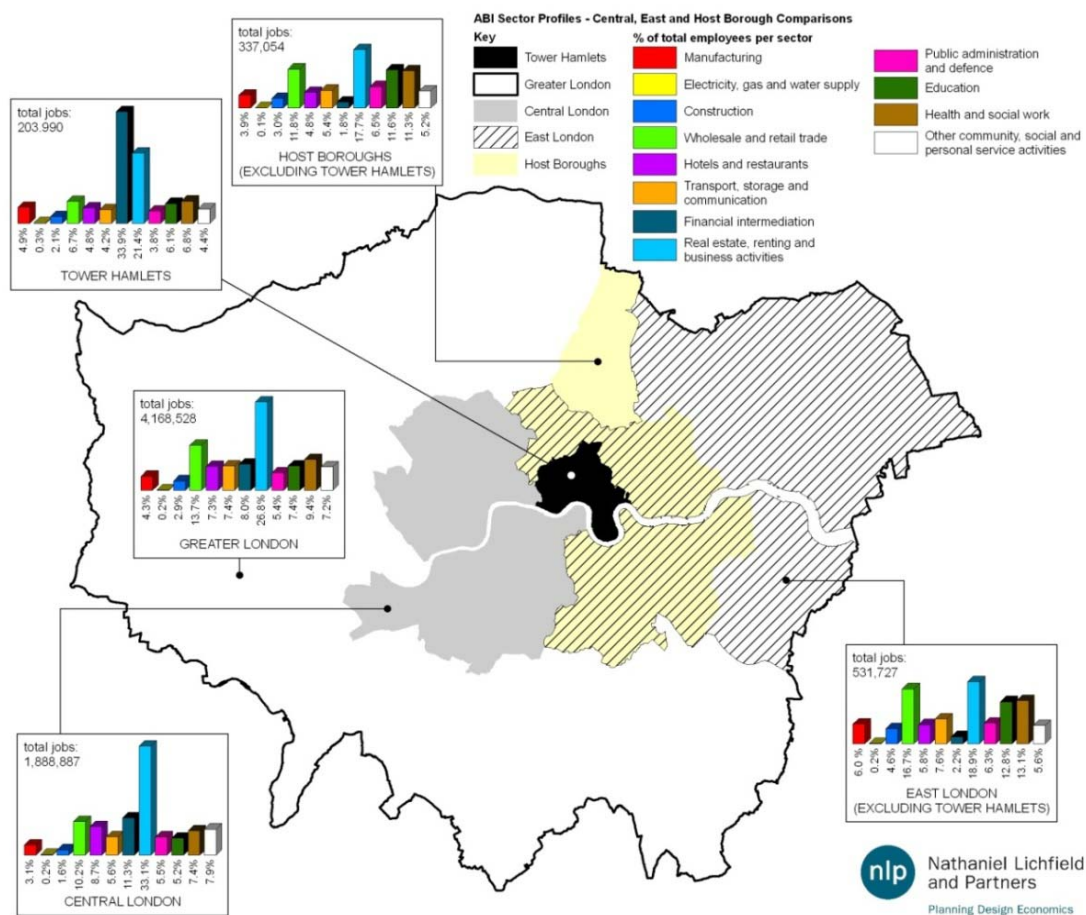 ABI Sector Profiles - Central, East and Host Borough Comparisons
Key
Tower Hamlets
Greater London
Central London
East London
Host Boroughs
% of total employees per sector
Manufacturing
Electricity, gas and water supply
Construction
Wholesale and retail trade
Hotels and restaurants
Transport, storage and
communication
Financial intermediation
Real estate, renting and
business activities
Public administration
and defence
Education
Health and social work
Other community, social and
personal service activities
total jobs:
337,054
3.9%
0.1%
3.0%
11.8%
4.8%
5.4%
1.8%
17.7%
6.5%
11.6%
11.3%
5.2%
HOST BOROUGHS
(EXCLUDING TOWER HAMLETS)
total jobs:
203.990
4.9%
0.3%
2.1%
6.7%
4.8%
4.2%
33.9%
21.4%
3.8%
6.1%
6.8%
4.4%
TOWER HAMLETS
total jobs:
4,168,528
4.3%
0.2%
2.9%
13.7%
7.3%
7.4%
8.0%
26.8%
5.4%
7.4%
9.4%
7.2%
GREATER LONDON
total jobs:
531,727
6.0 %
0.2%
4.6%
16.7%
5.8%
7.6%
2.2%
18.9%
6.3%
12.8%
13.1%
5.6%
EAST LONDON
(EXCLUDING TOWER HAMLETS)
total jobs:
1,888,887
3.1%
0.2%
1.6%
10.2%
8.7%
5.6%
11.3%
33.1%
5.5%
5.2%
7.4%
7.9%
CENTRAL LONDON
nlp
Nathaniel Lichfield
and Partners
Planning Design Economics